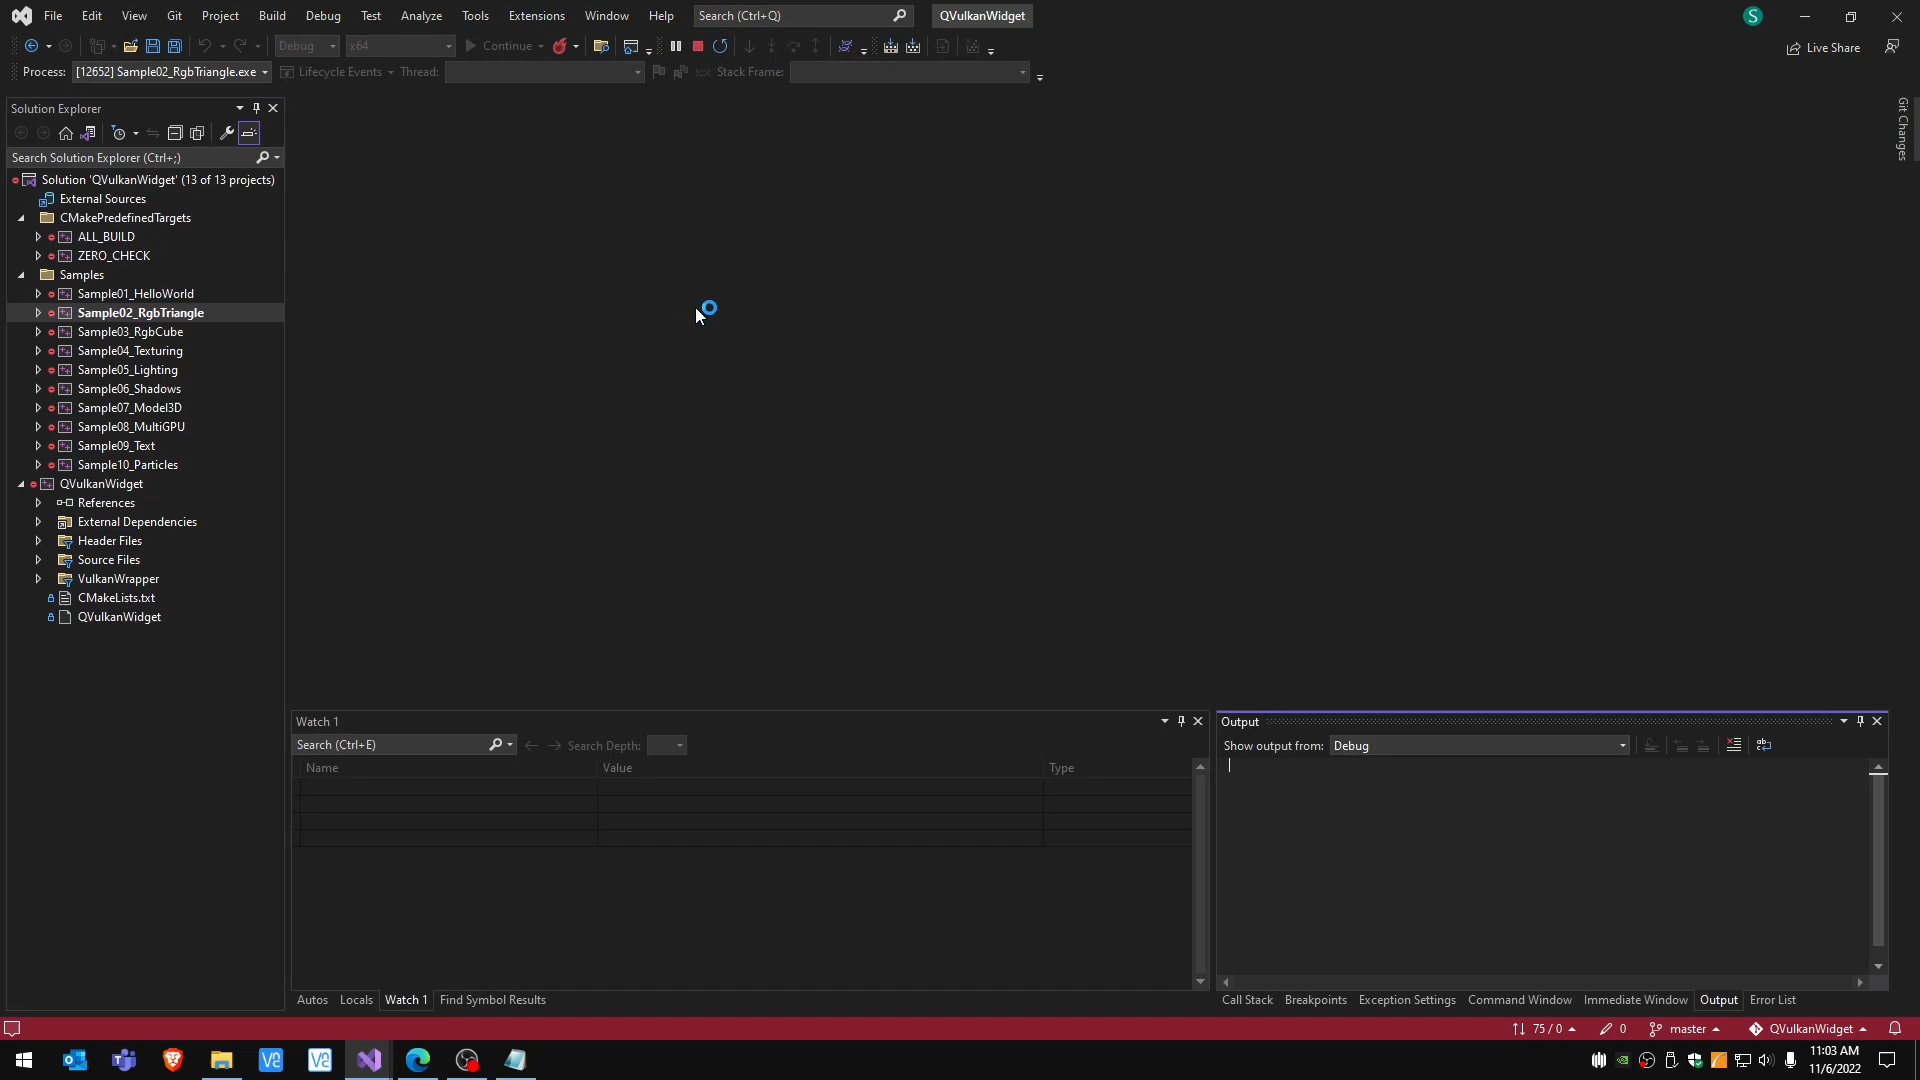 File Edit View Git Project Build Debug Test Analyze Tools Extensions Window Help Search (Ctrl+Q) QVulkanWidget S
Debug x64 Continue Live Share
Process: [12652] Sample02_RgbTriangle.exe Lifecycle Events Thread: Stack Frame:
Solution Explorer
Git Changes
Search Solution Explorer (Ctrl+;)
Solution 'QVulkanWidget' (13 of 13 projects)
External Sources
CMakePredefinedTargets
ALL_BUILD
ZERO_CHECK
Samples
Sample01_HelloWorld
Sample02_RgbTriangle
Sample03_RgbCube
Sample04_Texturing
Sample05_Lighting
Sample06_Shadows
Sample07_Model3D
Sample08_MultiGPU
Sample09_Text
Sample10_Particles
QVulkanWidget
References
External Dependencies
Header Files
Source Files
VulkanWrapper
CMakeLists.txt
QVulkanWidget
Watch 1
Search (Ctrl+E) Search Depth:
Name Value Type
Autos Locals Watch 1 Find Symbol Results
Output
Show output from: Debug
Call Stack Breakpoints Exception Settings Command Window Immediate Window Output Error List
75 / 0 0 master QVulkanWidget
11:03 AM
11/6/2022